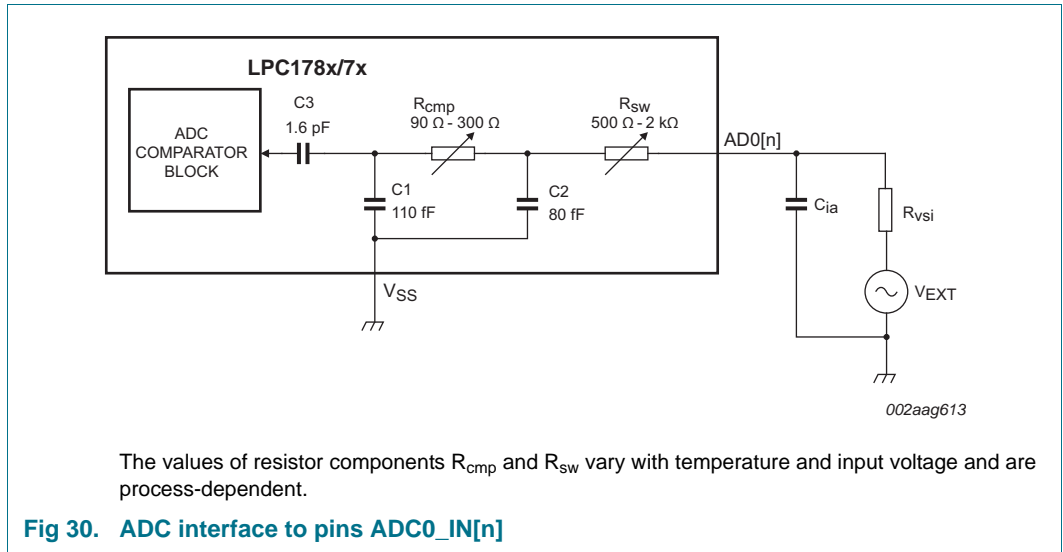 LPC178x/7x
ADC
COMPARATOR
BLOCK
C3
1.6 pF
Rcmp
90 Ω - 300 Ω
Rsw
500 Ω - 2 kΩ
AD0[n]
C1
110 fF
C2
80 fF
Cia
Rvsi
VSS
VEXT
002aag613
The values of resistor components Rcmp and Rsw vary with temperature and input voltage and are
process-dependent.
Fig 30. ADC interface to pins ADC0_IN[n]